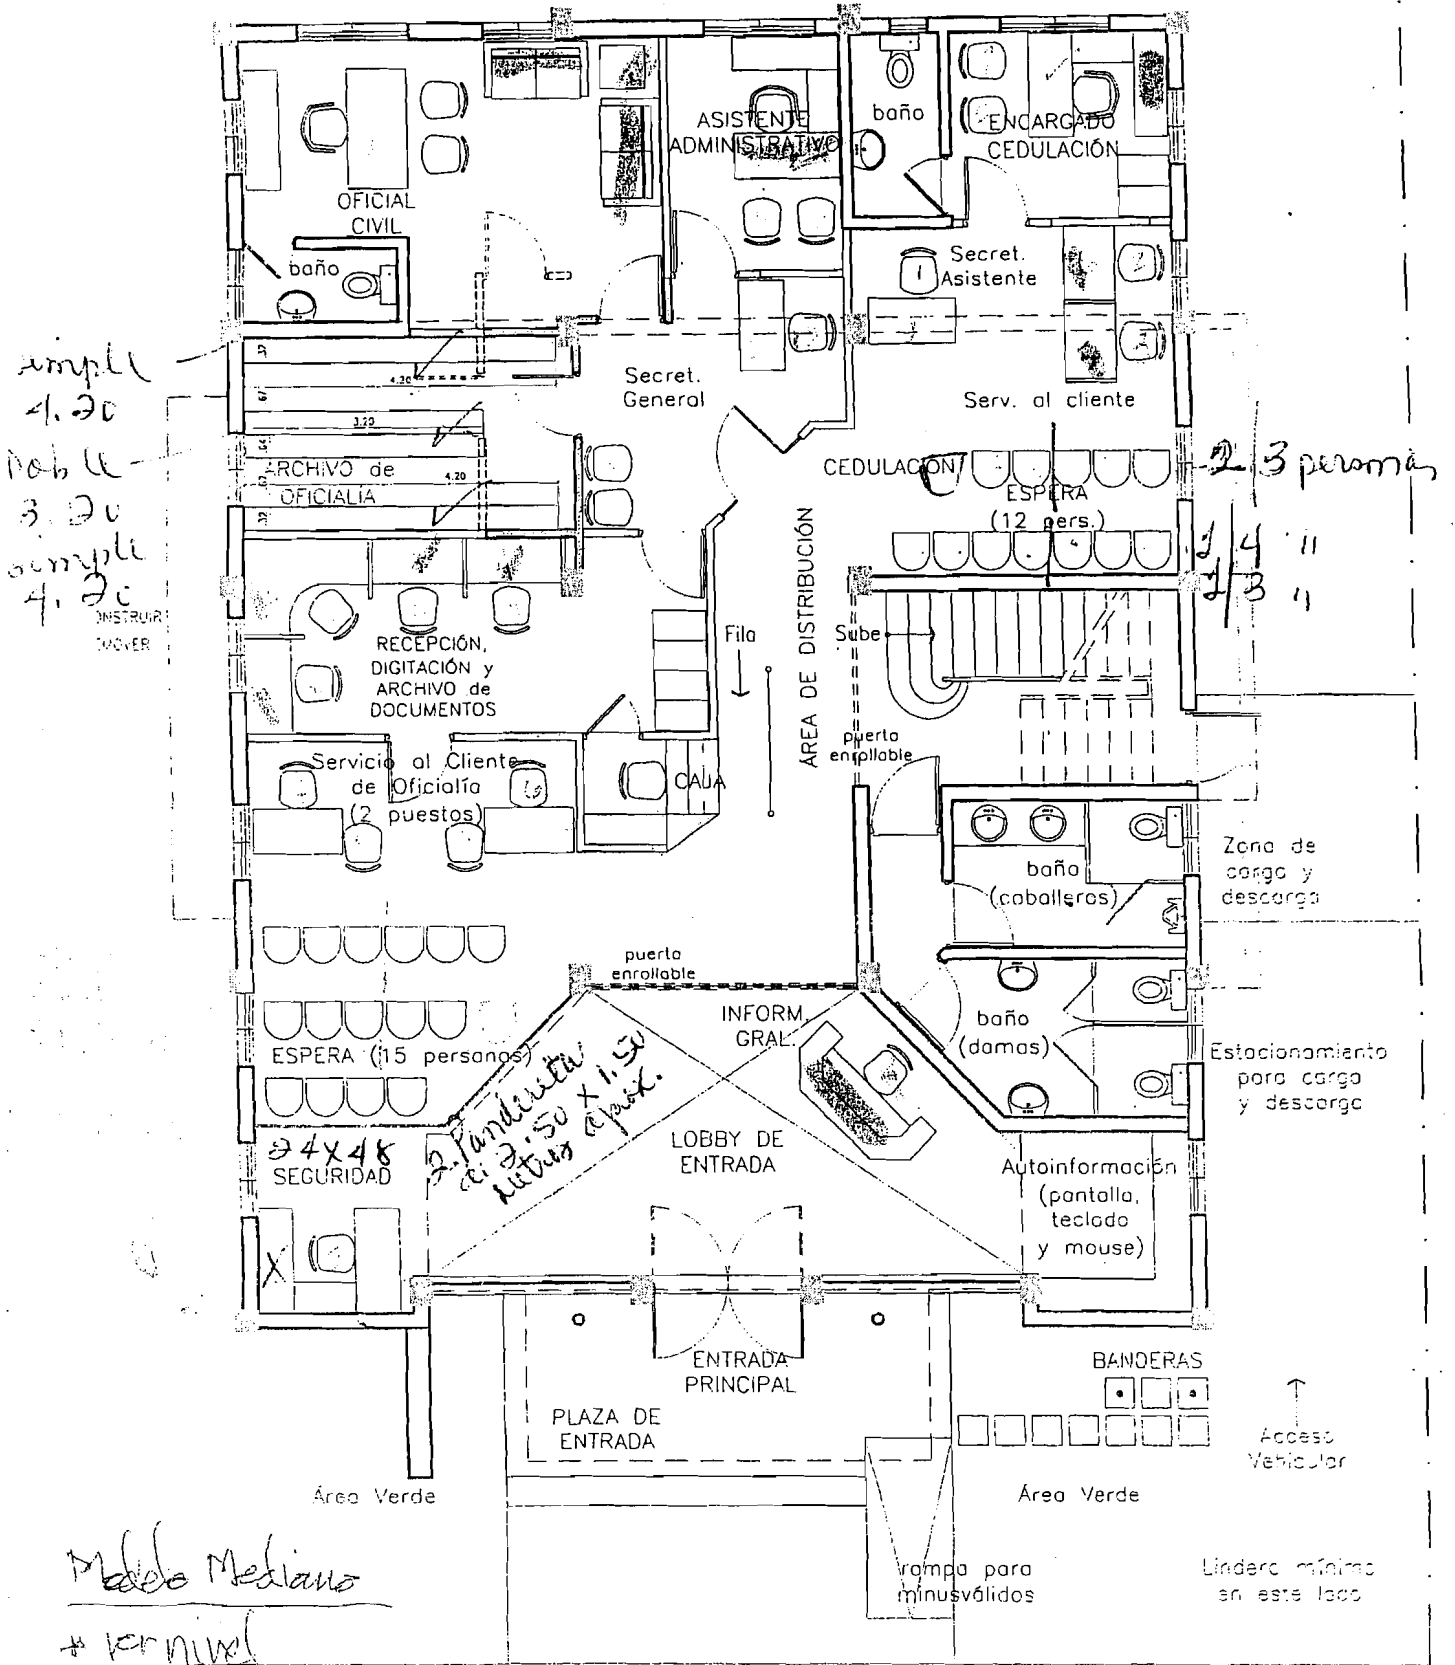 baño
ASISTENTE
ADMINISTRATIVO
ENCARGADO
CEDULACIÓN
OFICIAL
CIVIL
baño
Secret.
Asistente
simple
4.20
Doble
3.20
simple
4.20
.32
4.20
.67
3.20
.64
4.20
.67
.32
Secret.
General
Serv. al cliente
ARCHIVO de
OFICIALIA
CEDULACIÓN
ESPERA
(12 pers.)
2/3 personas
1/4 "
1/3 "
RECEPCIÓN,
DIGITACIÓN y
ARCHIVO de
DOCUMENTOS
Fila
ÁREA DE DISTRIBUCIÓN
Sube
puerta
enrollable
Servicio al Cliente
de Oficialía
(2 puestos)
CAJA
baño
(caballeros)
Zona de
carga y
descarga
puerta
enrollable
INFORM.
GRAL.
baño
(damas)
ESPERA (15 personas)
Estacionamiento
para carga
y descarga
de 2.50 x 1.50
24x48
SEGURIDAD
LOBBY DE
ENTRADA
Autoinformación
(pantalla,
teclado
y mouse)
ENTRADA
PRINCIPAL
PLAZA DE
ENTRADA
BANDERAS
Acceso
Vehicular
Área Verde
Área Verde
rampa para
minusválidos
Lindero mínimo
en este lado
Modelo Mediano
nivel